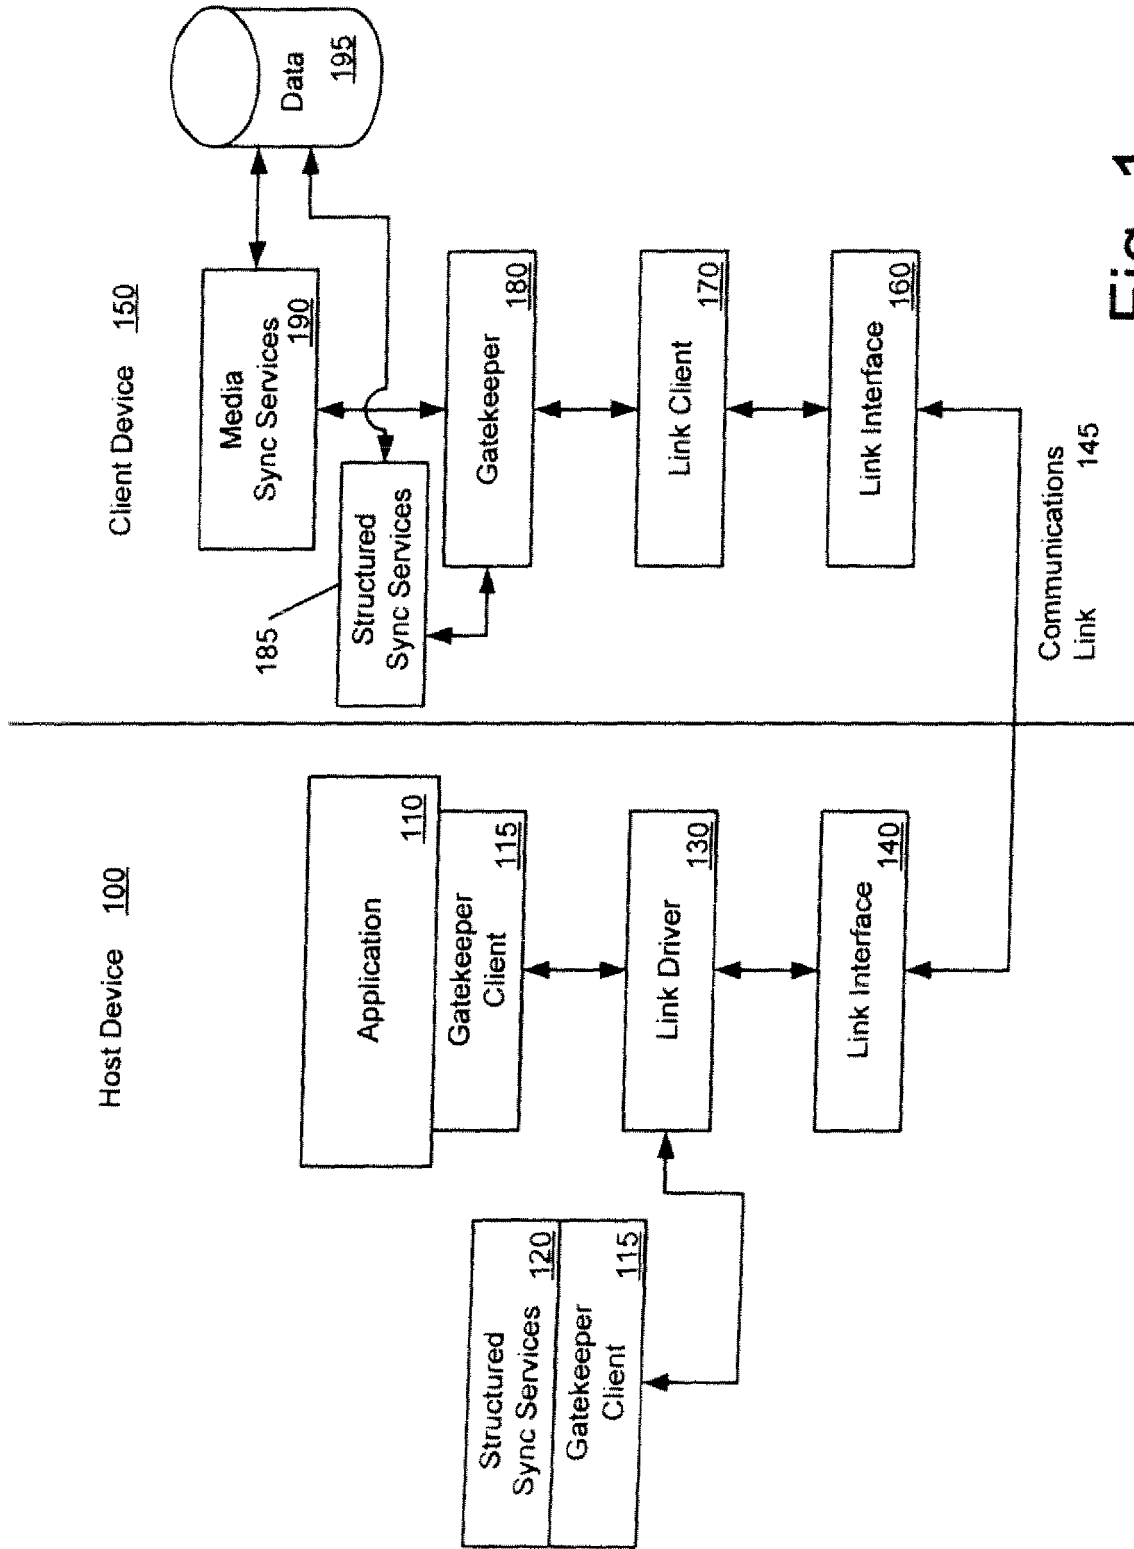 Host Device 100
Application
110
Gatekeeper
Client
115
Structured
Sync Services
120
Gatekeeper
Client
115
Link Driver
130
Link Interface
140
Client Device 150
Media
Sync Services
190
Data
195
185
Structured
Sync Services
Gatekeeper
180
Link Client
170
Link Interface
160
Communications
Link 145
Fig. 1